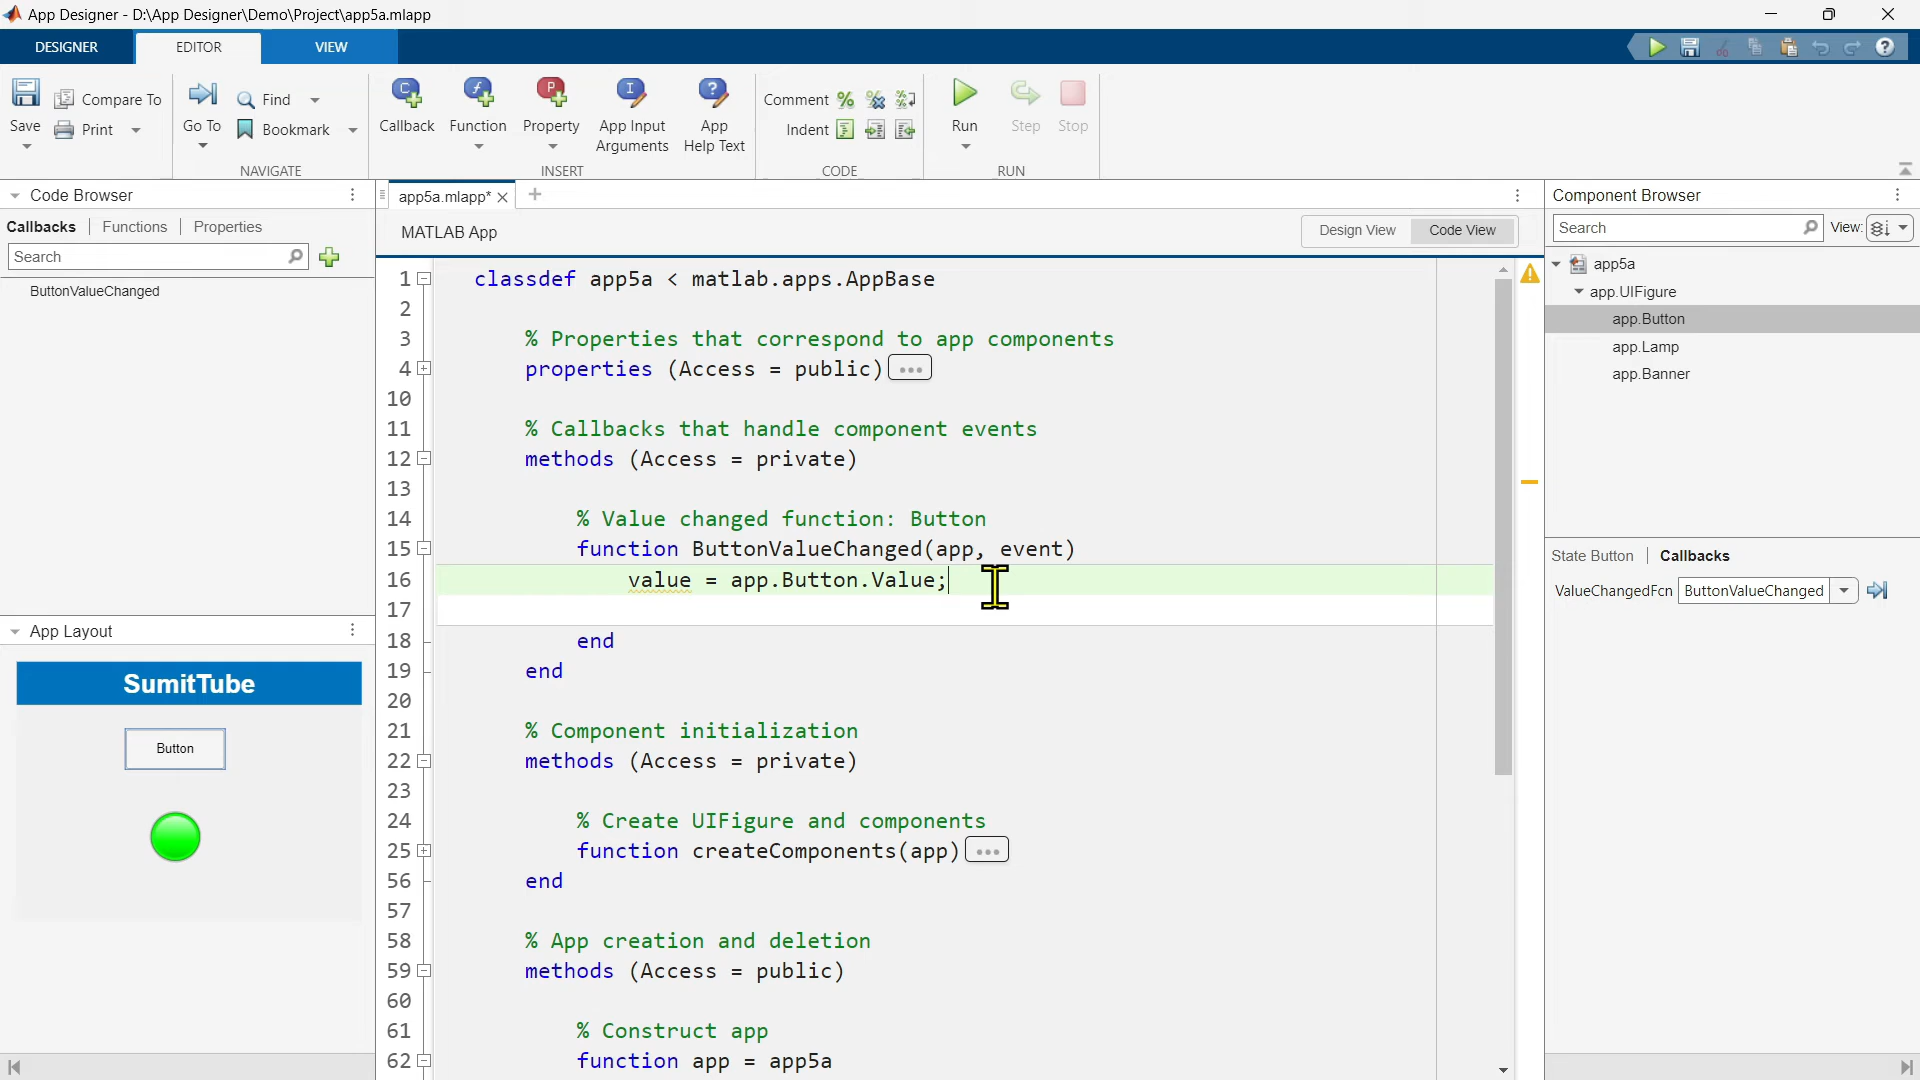 App Designer - D:\App Designer\Demo\Project\app5a.mlapp
DESIGNER
EDITOR
VIEW
Save
Compare To
Print
Go To
Find
Bookmark
NAVIGATE
Callback
Function
Property
App Input Arguments
App Help Text
INSERT
Comment
Indent
CODE
Run
Step
Stop
RUN
Code Browser
Callbacks
Functions
Properties
Search
ButtonValueChanged
App Layout
SumitTube
Button
app5a.mlapp*
MATLAB App
Design View
Code View
1 classdef app5a < matlab.apps.AppBase
2
3 % Properties that correspond to app components
4 properties (Access = public) ...
10
11 % Callbacks that handle component events
12 methods (Access = private)
13
14 % Value changed function: Button
15 function ButtonValueChanged(app, event)
16 value = app.Button.Value;
17
18 end
19 end
20
21 % Component initialization
22 methods (Access = private)
23
24 % Create UIFigure and components
25 function createComponents(app) ...
56 end
57
58 % App creation and deletion
59 methods (Access = public)
60
61 % Construct app
62 function app = app5a
Component Browser
Search
View:
app5a
app.UIFigure
app.Button
app.Lamp
app.Banner
State Button
Callbacks
ValueChangedFcn
ButtonValueChanged